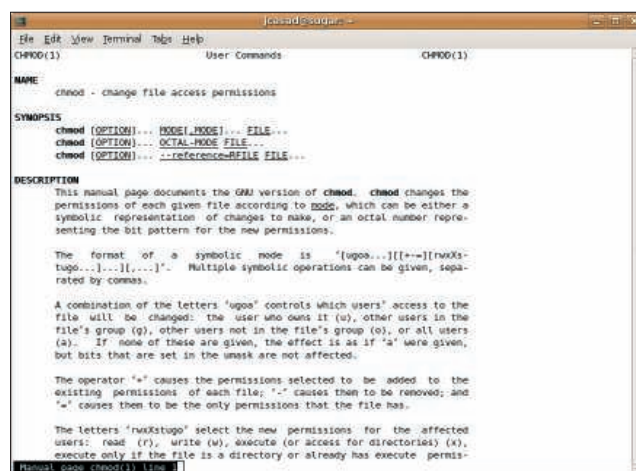 jcasad@sugar: ~
File Edit View Terminal Tabs Help
CHMOD(1) User Commands CHMOD(1)
NAME
chmod - change file access permissions
SYNOPSIS
chmod [OPTION]... MODE[,MODE]... FILE...
chmod [OPTION]... OCTAL-MODE FILE...
chmod [OPTION]... --reference=RFILE FILE...
DESCRIPTION
This manual page documents the GNU version of chmod. chmod changes the
permissions of each given file according to mode, which can be either a
symbolic representation of changes to make, or an octal number repre-
senting the bit pattern for the new permissions.
The format of a symbolic mode is '[ugoa...][[+-=][rwxXs-
tugo...]...][,...]'. Multiple symbolic operations can be given, sepa-
rated by commas.
A combination of the letters 'ugoa' controls which users' access to the
file will be changed: the user who owns it (u), other users in the
file's group (g), other users not in the file's group (o), or all users
(a). If none of these are given, the effect is as if 'a' were given,
but bits that are set in the umask are not affected.
The operator '+' causes the permissions selected to be added to the
existing permissions of each file; '-' causes them to be removed; and
'=' causes them to be the only permissions that the file has.
The letters 'rwxXstugo' select the new permissions for the affected
users: read (r), write (w), execute (or access for directories) (x),
execute only if the file is a directory or already has execute permis-
Manual page chmod(1) line 1